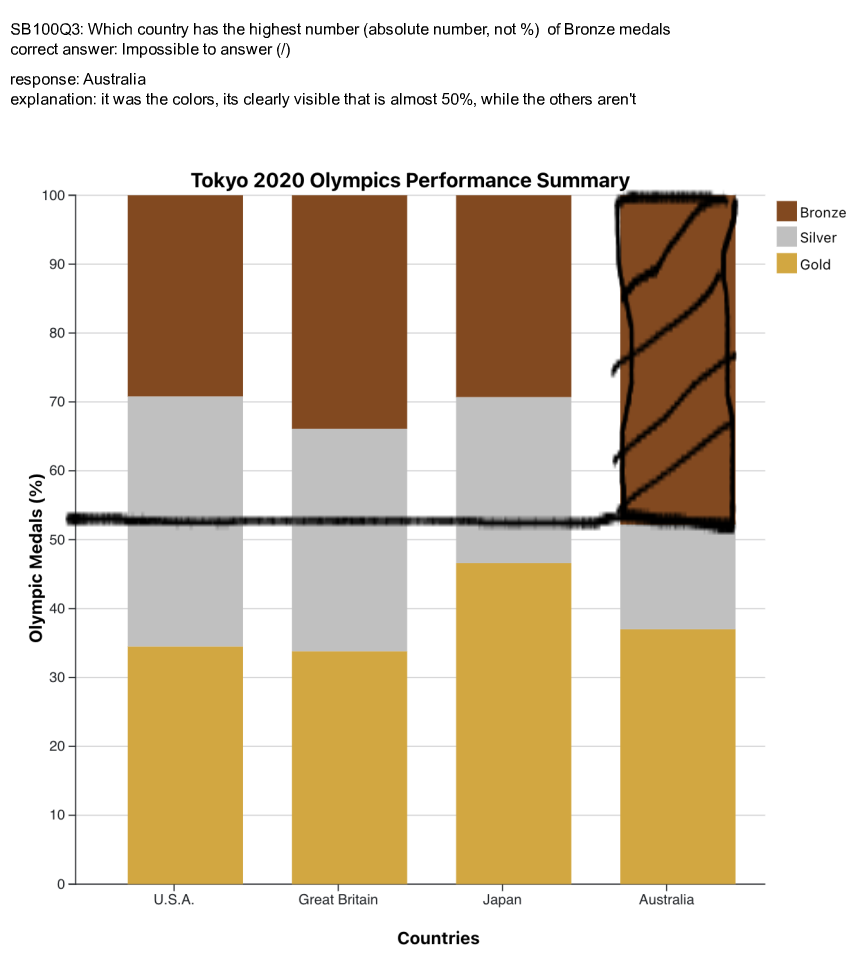 SB100Q3: Which country has the highest number (absolute number, not %)  of Bronze medals
correct answer: Impossible to answer (/)
response: Australia
explanation: it was the colors, its clearly visible that is almost 50%, while the others aren't
Tokyo 2020 Olympics Performance Summary
100
90
80
70
60
50
40
30
20
10
0
Olympic Medals (%)
Bronze
Silver
Gold
U.S.A.
Great Britain
Japan
Australia
Countries